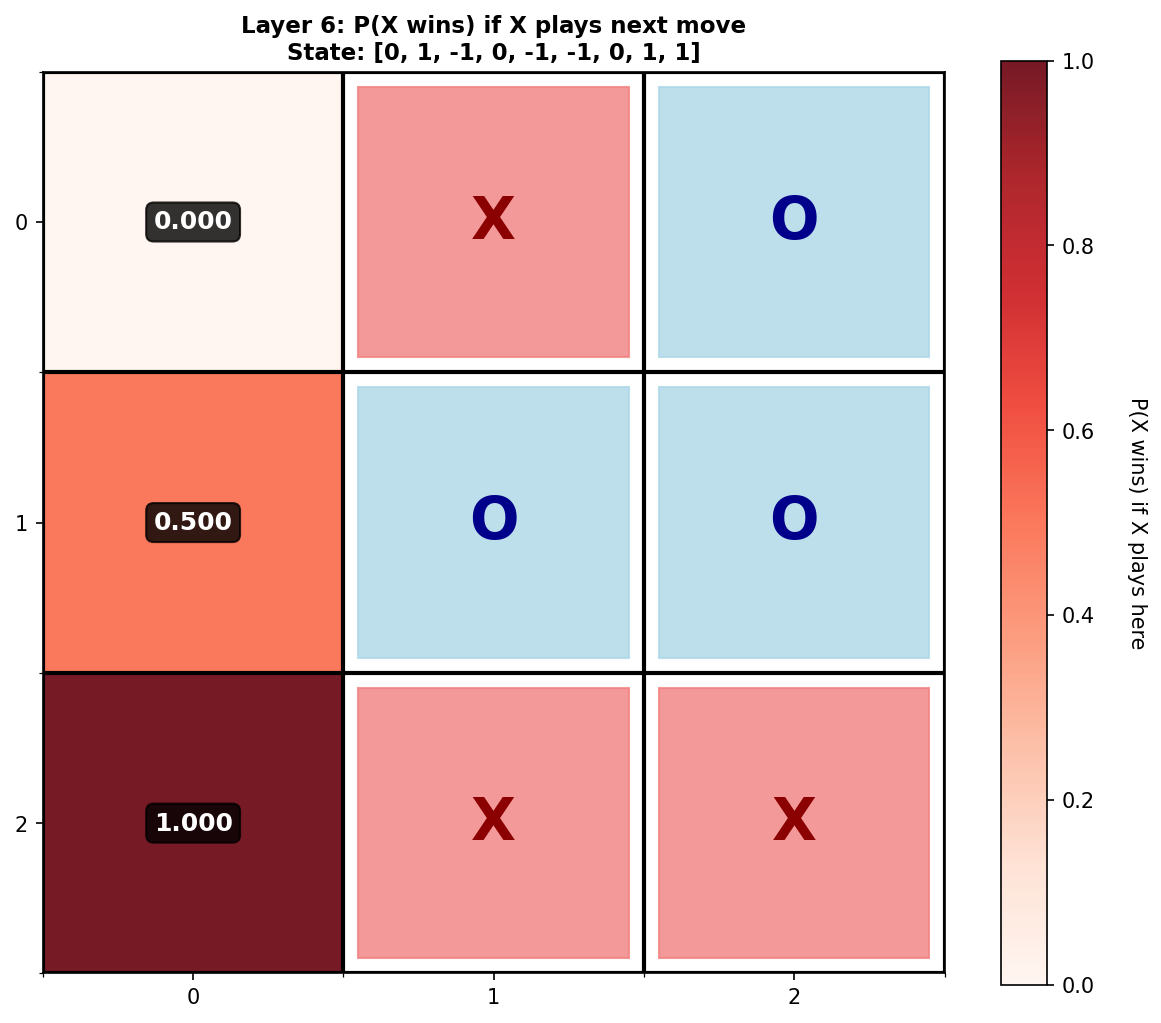 Layer 6: P(X wins) if X plays next move
State: [0, 1, -1, 0, -1, -1, 0, 1, 1]
0
0.000
X
O
1
0.500
O
O
2
1.000
X
X
0
1
2
1.0
0.8
0.6
0.4
0.2
0.0
P(X wins) if X plays here